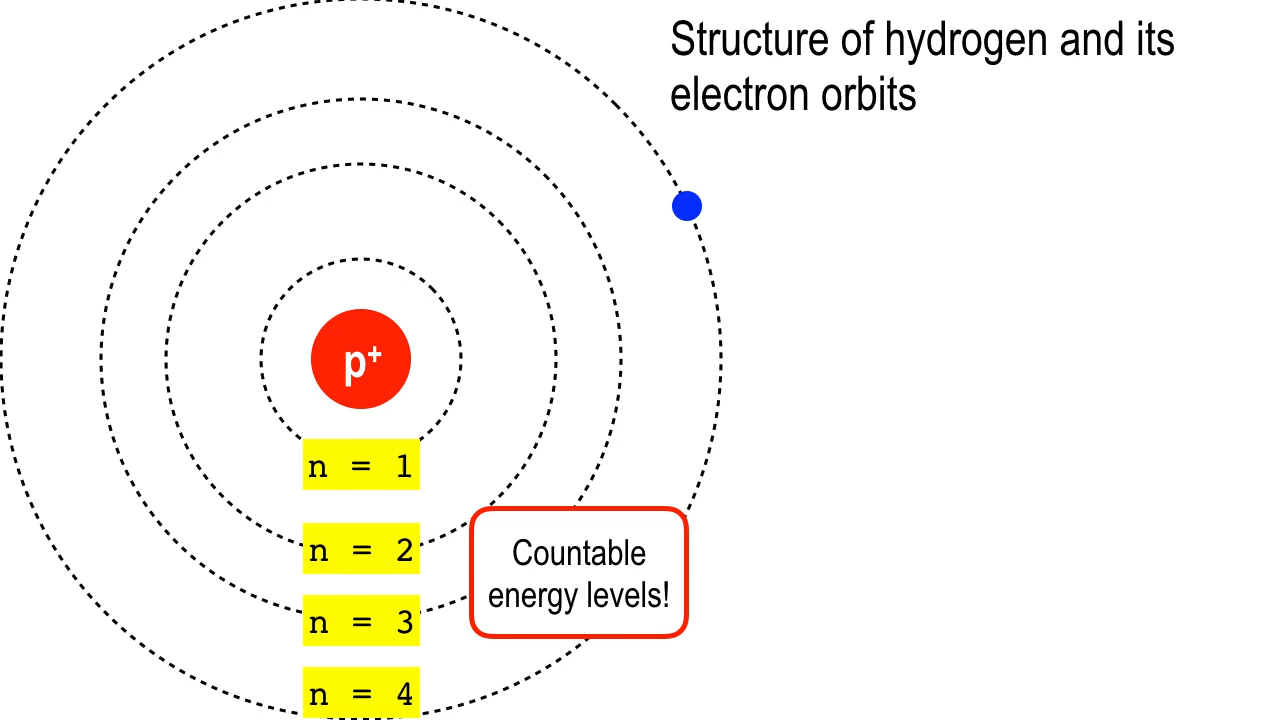 Structure of hydrogen and its
electron orbits
p⁺
n = 1
n = 2
n = 3
n = 4
Countable
energy levels!